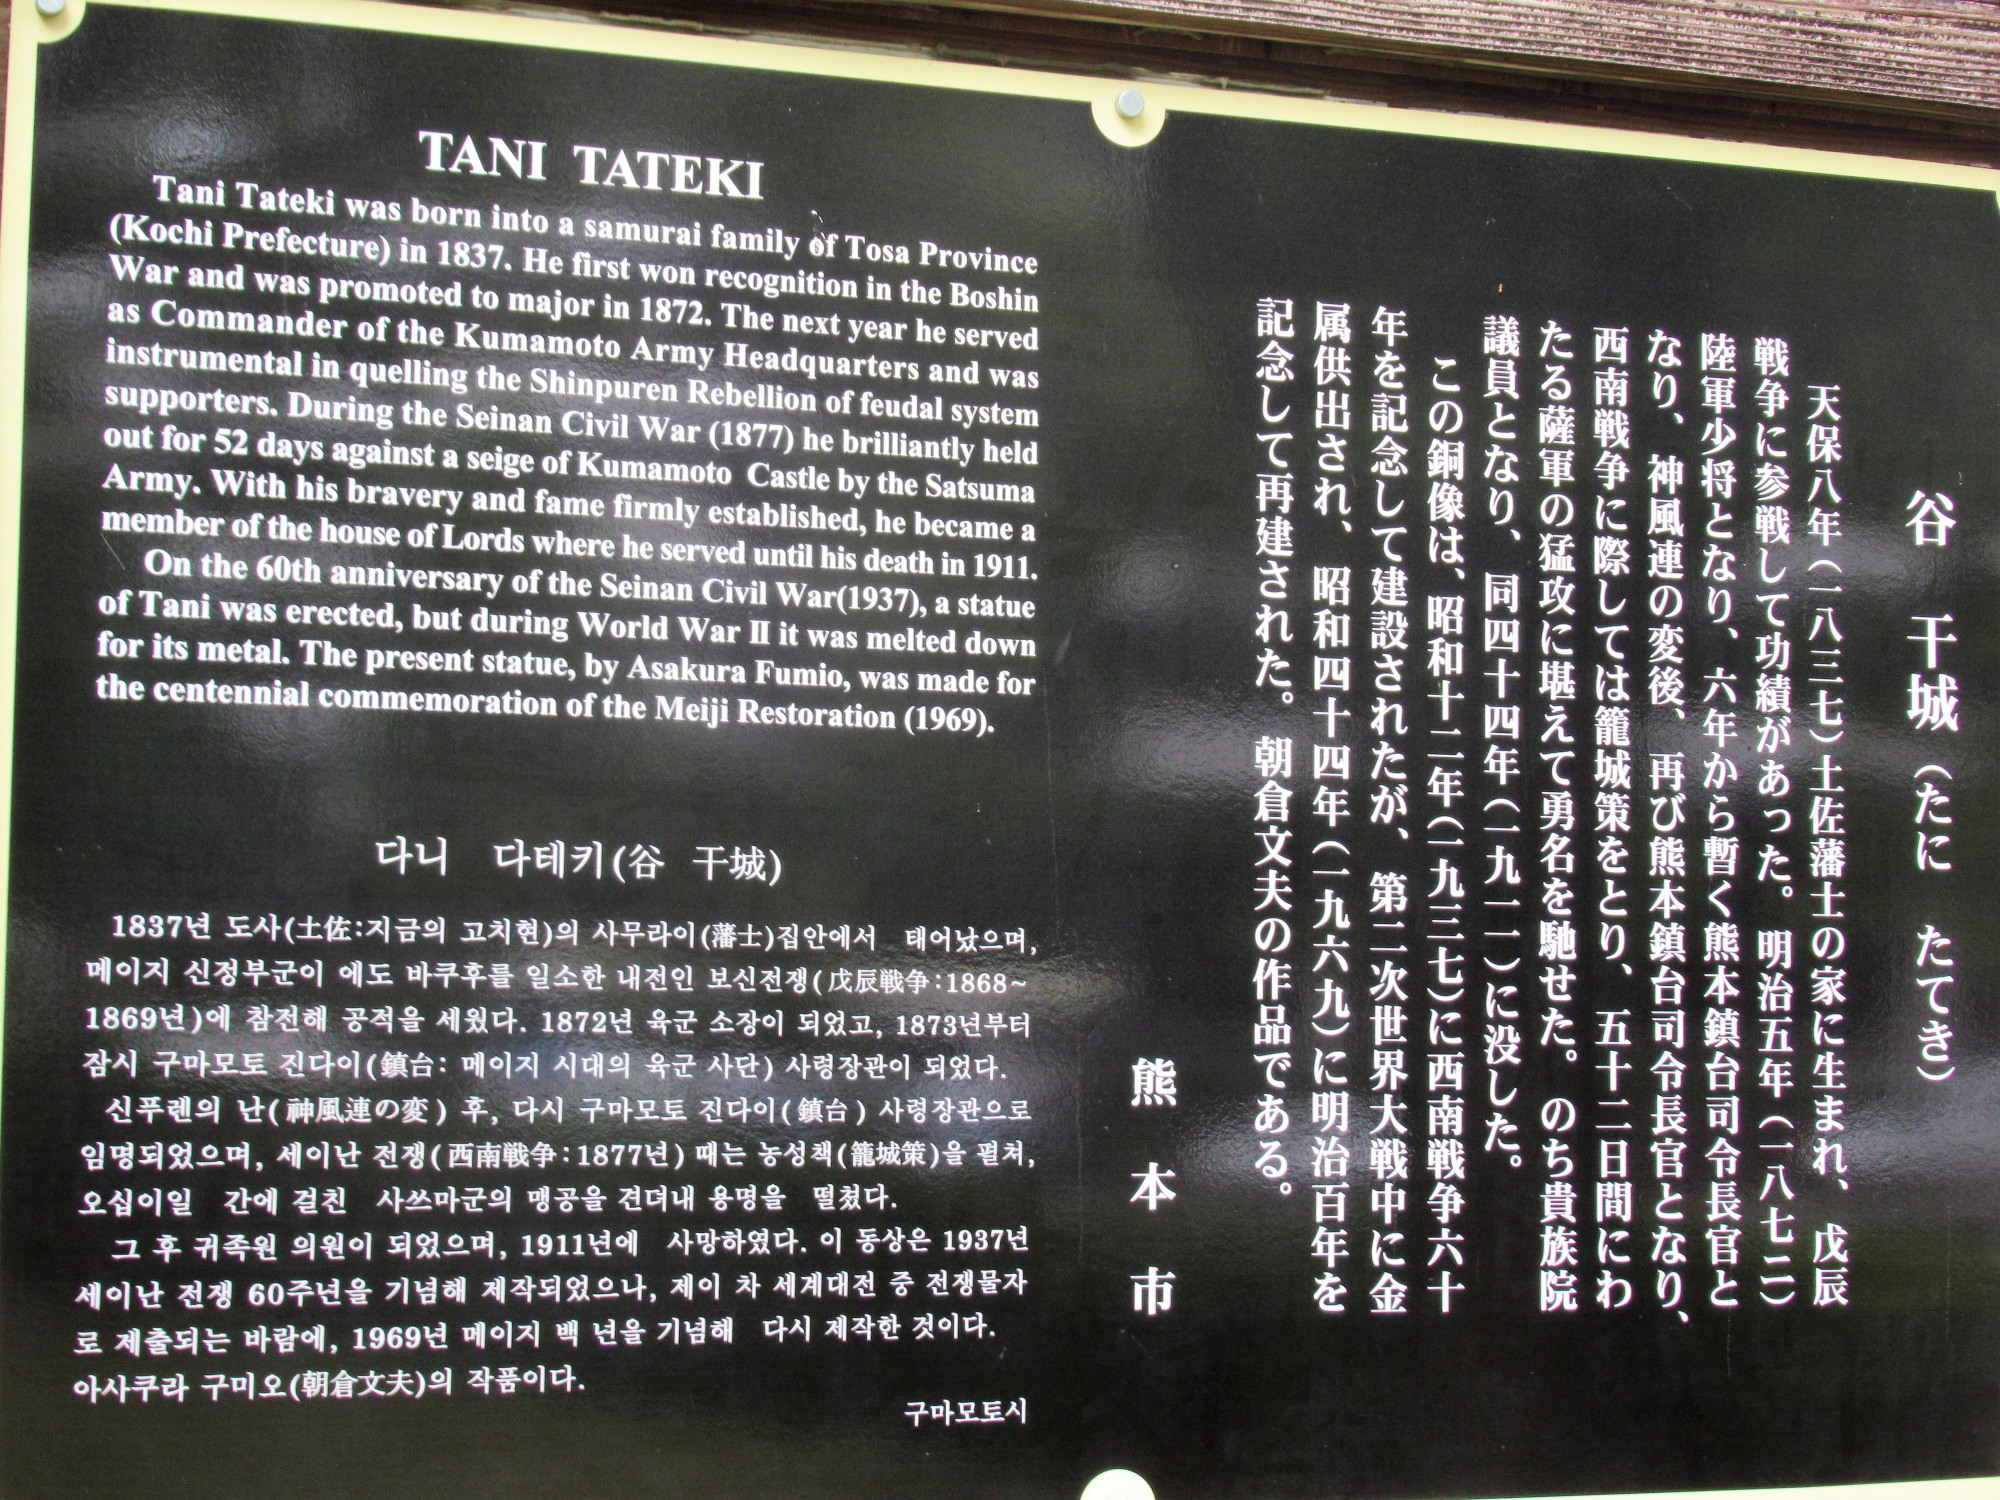 TANI TATEKI
Tani Tateki was born into a samurai family of Tosa Province
(Kochi Prefecture) in 1837. He first won recognition in the Boshin
War and was promoted to major in 1872. The next year he served
as Commander of the Kumamoto Army Headquarters and was
instrumental in quelling the Shinpuren Rebellion of feudal system
supporters. During the Seinan Civil War (1877) he brilliantly held
out for 52 days against a seige of Kumamoto Castle by the Satsuma
Army. With his bravery and fame firmly established, he became a
member of the house of Lords where he served until his death in 1911.
On the 60th anniversary of the Seinan Civil War(1937), a statue
of Tani was erected, but during World War II it was melted down
for its metal. The present statue, by Asakura Fumio, was made for
the centennial commemoration of the Meiji Restoration (1969).
다니 다테키(谷 干城)
1837년 도사(土佐:지금의 고치현)의 사무라이(藩士)집안에서 태어났으며,
메이지 신정부군이 에도 바쿠후를 일소한 내전인 보신전쟁(戊辰戦争:1868~
1869년)에 참전해 공적을 세웠다. 1872년 육군 소장이 되었고, 1873년부터
잠시 구마모토 진다이(鎮台: 메이지 시대의 육군 사단) 사령장관이 되었다.
신푸렌의 난(神風連の変) 후, 다시 구마모토 진다이(鎮台) 사령장관으로
임명되었으며, 세이난 전쟁(西南戦争:1877년) 때는 농성책(籠城策)을 펼쳐,
오십이일 간에 걸친 사쓰마군의 맹공을 견뎌내 용명을 떨쳤다.
그 후 귀족원 의원이 되었으며, 1911년에 사망하였다. 이 동상은 1937년
세이난 전쟁 60주년을 기념해 제작되었으나, 제이 차 세계대전 중 전쟁물자
로 제출되는 바람에, 1969년 메이지 백 년을 기념해 다시 제작한 것이다.
아사쿠라 구미오(朝倉文夫)의 작품이다.
구마모토시
谷 干城（たに たてき）
天保八年（一八三七）土佐藩士の家に生まれ、戊辰
戦争に参戦して功績があった。明治五年（一八七二）
陸軍少将となり、六年から暫く熊本鎮台司令長官と
なり、神風連の変後、再び熊本鎮台司令長官となり、
西南戦争に際しては籠城策をとり、五十二日間にわ
たる薩軍の猛攻に堪えて勇名を馳せた。のち貴族院
議員となり、同四十四年（一九一一）に没した。
この銅像は、昭和十二年（一九三七）に西南戦争六十
年を記念して建設されたが、第二次世界大戦中に金
属供出され、昭和四十四年（一九六九）に明治百年を
記念して再建された。朝倉文夫の作品である。
熊本市